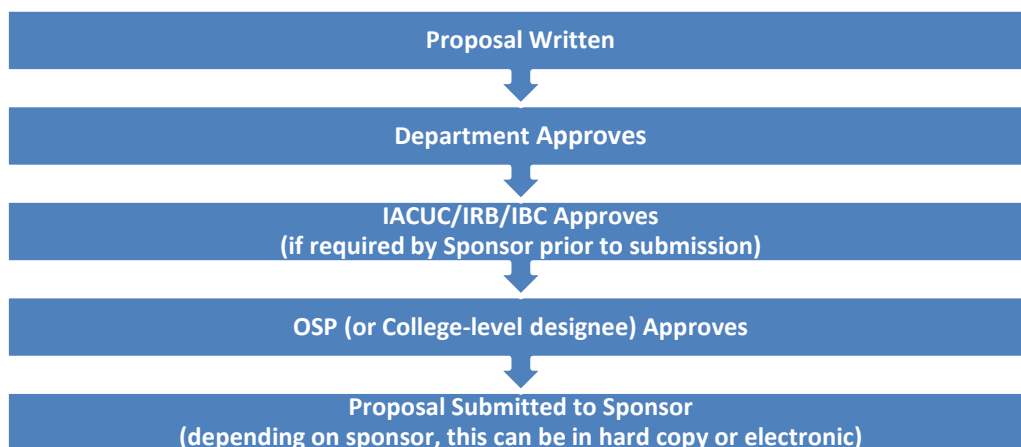 Proposal Written
Department Approves
IACUC/IRB/IBC Approves
(if required by Sponsor prior to submission)
OSP (or College-level designee) Approves
Proposal Submitted to Sponsor
(depending on sponsor, this can be in hard copy or electronic)